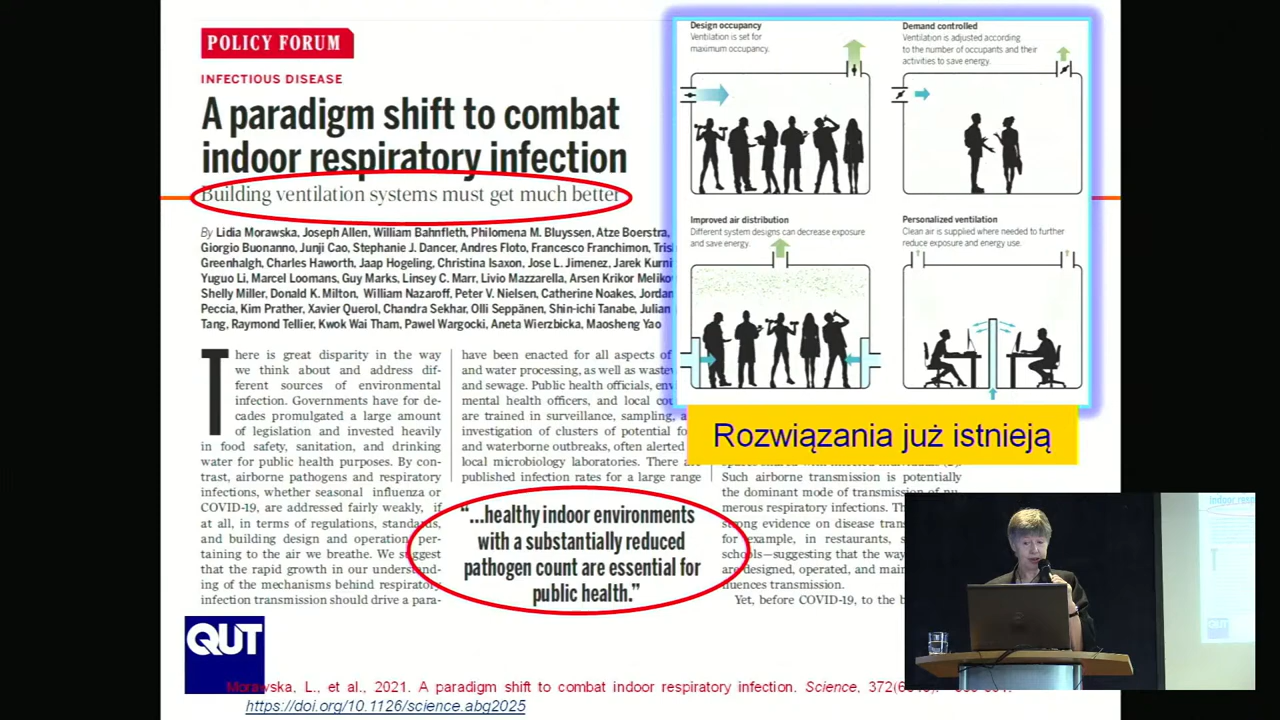 POLICY FORUM
INFECTIOUS DISEASE
A paradigm shift to combat
indoor respiratory infection
Building ventilation systems must get much better
By Lidia Morawska, Joseph Allen, William Bahnfleth, Philomena M. Bluyssen, Atze Boerstra,
Giorgio Buonanno, Junji Cao, Stephanie J. Dancer, Andres Floto, Francesco Franchimon,
Greenhalgh, Charles Haworth, Jaap Hogeling, Christina Isaxon, Jose L. Jimenez,
Yuguo Li, Marcel Loomans, Guy Marks, Linsey C. Marr, Livio Mazzarella, Arsen Krikor
Shelly Miller, Donald K. Milton, William Nazaroff, Peter V. Nielsen, Catherine Noakes,
Peccia, Kim Prather, Xavier Querol, Chandra Sekhar, Olli Seppänen, Shin-ichi Tanabe,
Tang, Raymond Tellier, Kwok Wai Tham, Pawel Wargocki, Aneta Wierzbicka, Maosheng Yao
There is great disparity in the way
we think about and address dif-
ferent sources of environmental
infection. Governments have for de-
cades promulgated a large amount
of legislation and invested heavily
in food safety, sanitation, and drinking
water for public health purposes. By con-
trast, airborne pathogens and respiratory
infections, whether seasonal influenza or
COVID-19, are addressed fairly weakly, if
at all, in terms of regulations, standards,
and building design and operation, per-
taining to the air we breathe. We suggest
that the rapid growth in our understand-
ing of the mechanisms behind respiratory
infection transmission should drive a para-
have been enacted for all aspects of
and water processing, as well as
and sewage. Public health officials,
mental health officers, and local
are trained in surveillance, sampling,
investigation of clusters of potential
and waterborne outbreaks, often alerted
local microbiology laboratories. There
published infection rates for a large range
"...healthy indoor environments
with a substantially reduced
pathogen count are essential for
public health."
Such airborne transmission is potentially
the dominant mode of transmission of
merous respiratory infections.
strong evidence on disease
for example, in restaurants,
schools—suggesting that the way
are designed, operated, and
fluences transmission.
Yet, before COVID-19, to the
Design occupancy
Ventilation is set for
maximum occupancy.
Demand controlled
Ventilation is adjusted according
to the number of occupants and their
activities to save energy.
Improved air distribution
Different system designs can decrease exposure
and save energy.
Personalized ventilation
Clean air is supplied where needed to further
reduce exposure and energy use.
Rozwiązania już istnieją
QUT
Morawska, L., et al., 2021. A paradigm shift to combat indoor respiratory infection. Science,
https://doi.org/10.1126/science.abg2025